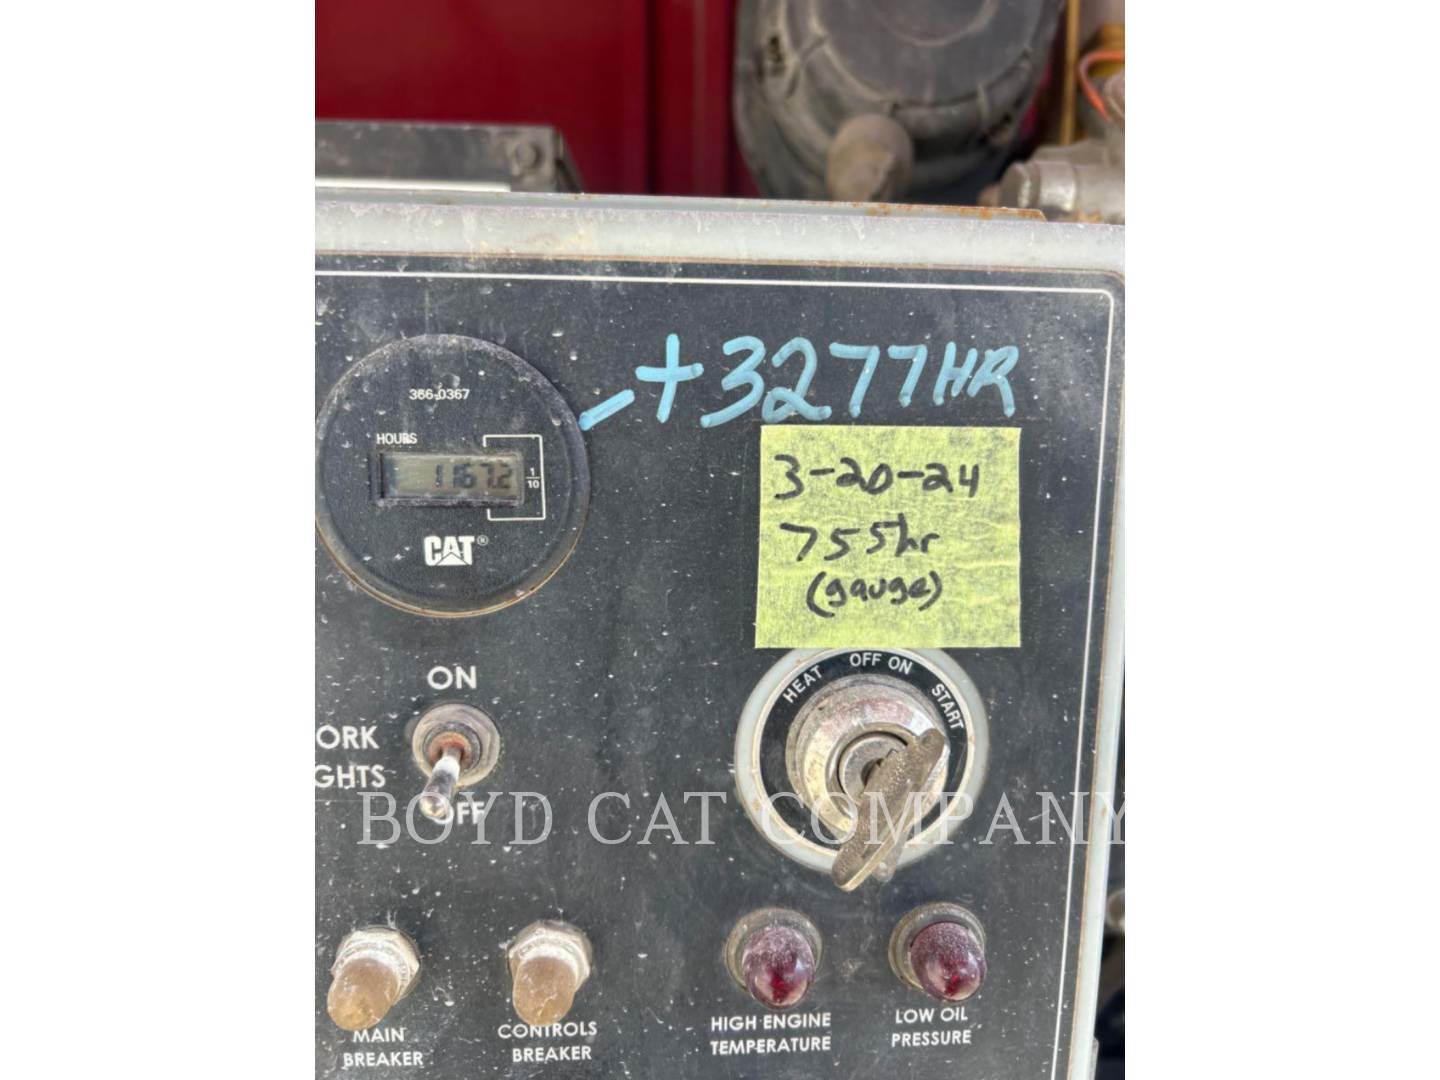 +3277HR
366-0367
HOURS
1167.2
1/10
CAT®
3-20-24
755hr
(gauge)
ON
ORK
GHTS
OFF
HEAT OFF ON START
BOYD CAT COMPANY
MAIN
BREAKER
CONTROLS
BREAKER
HIGH ENGINE
TEMPERATURE
LOW OIL
PRESSURE